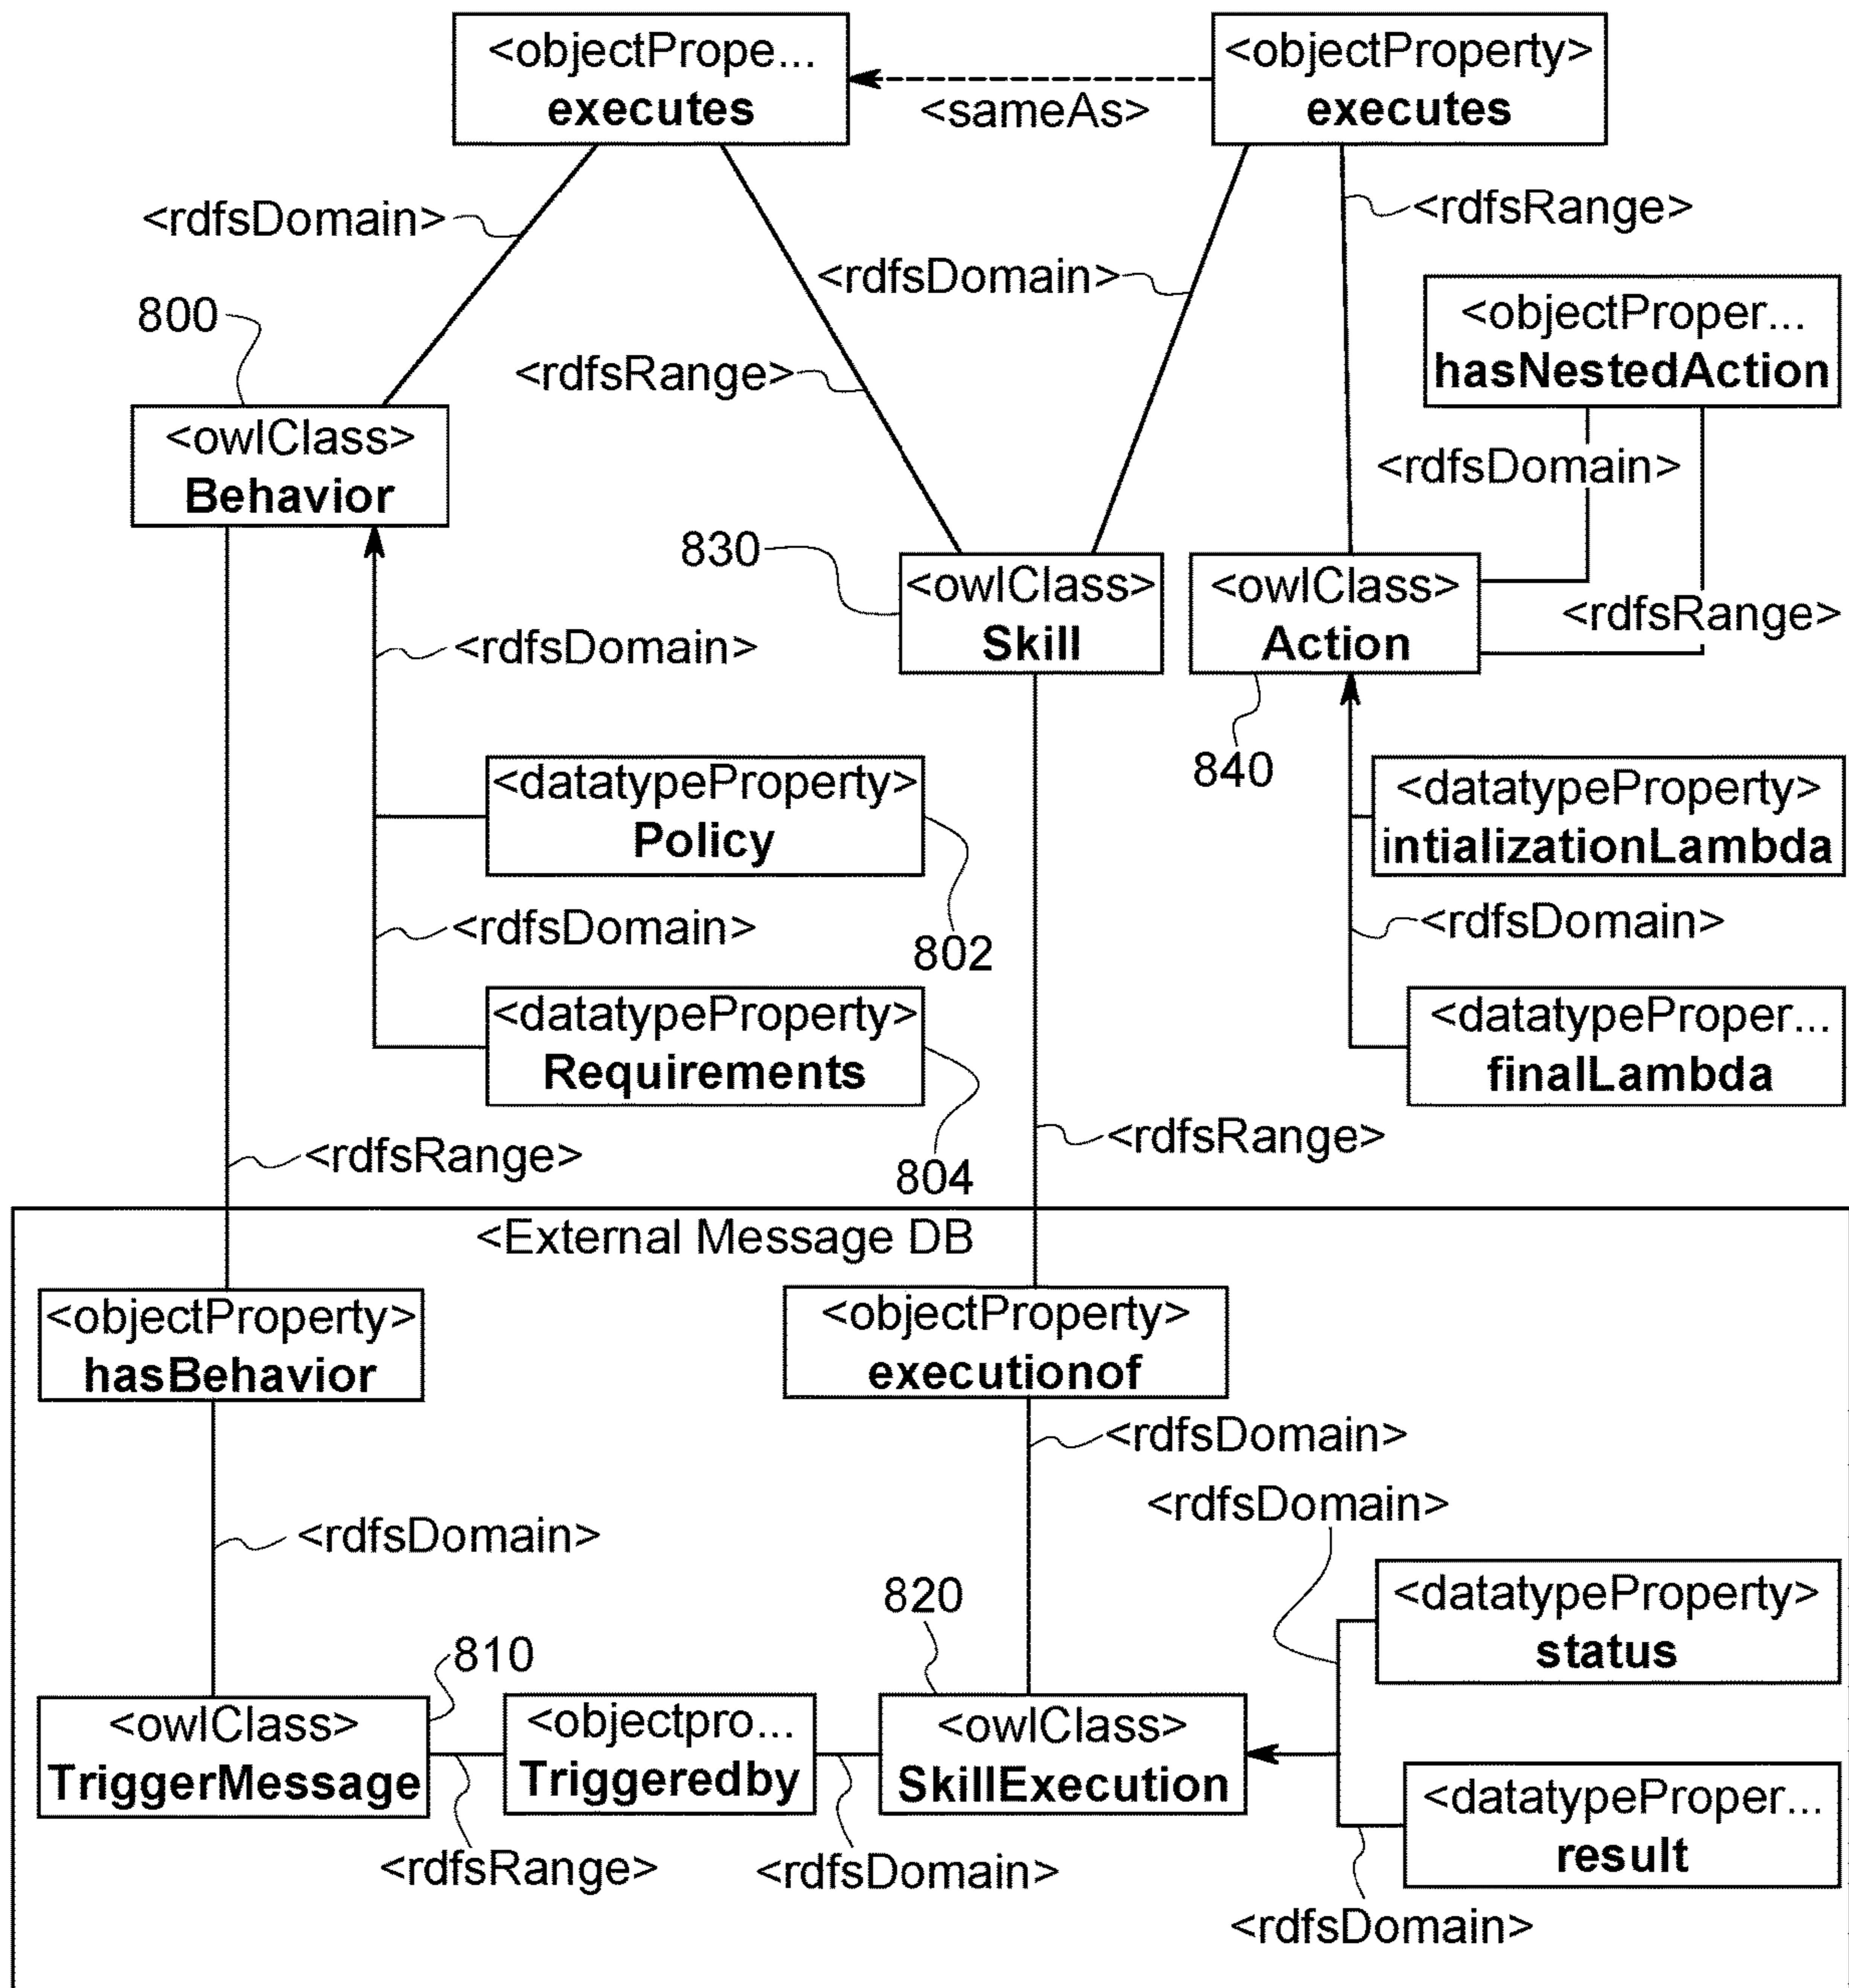 <objectPrope...
executes
<sameAs>
<objectProperty>
executes
<rdfsDomain>
<rdfsRange>
<rdfsDomain>
<objectProper...
hasNestedAction
800
<rdfsRange>
<rdfsDomain>
<owlClass>
Behavior
830
<owlClass>
Skill
<owlClass>
Action
<rdfsRange>
<rdfsDomain>
840
<datatypeProperty>
Policy
<datatypeProperty>
intializationLambda
<rdfsDomain>
802
<rdfsDomain>
<datatypeProperty>
Requirements
<datatypeProper...
finalLambda
<rdfsRange>
804
<rdfsRange>
<External Message DB
<objectProperty>
hasBehavior
<objectProperty>
executionof
<rdfsDomain>
<rdfsDomain>
<rdfsDomain>
820
<datatypeProperty>
status
810
<owlClass>
TriggerMessage
<objectpro...
Triggeredby
<owlClass>
SkillExecution
<datatypeProper...
result
<rdfsRange>
<rdfsDomain>
<rdfsDomain>